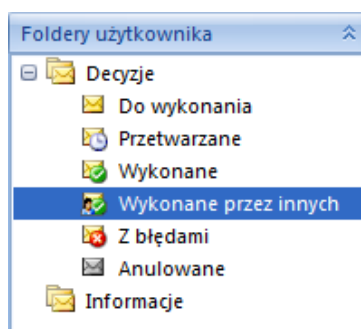 Foldery użytkownika
Decyzje
Do wykonania
Przetwarzane
Wykonane
Wykonane przez innych
Z błędami
Anulowane
Informacje